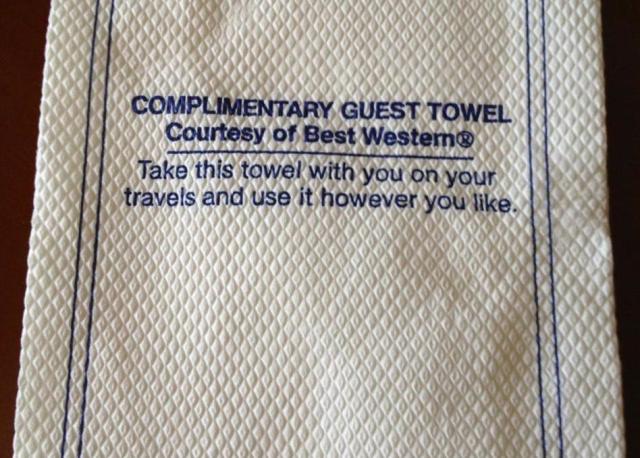 COMPLIMENTARY GUEST TOWEL
Courtesy of Best Western®
Take this towel with you on your
travels and use it however you like.